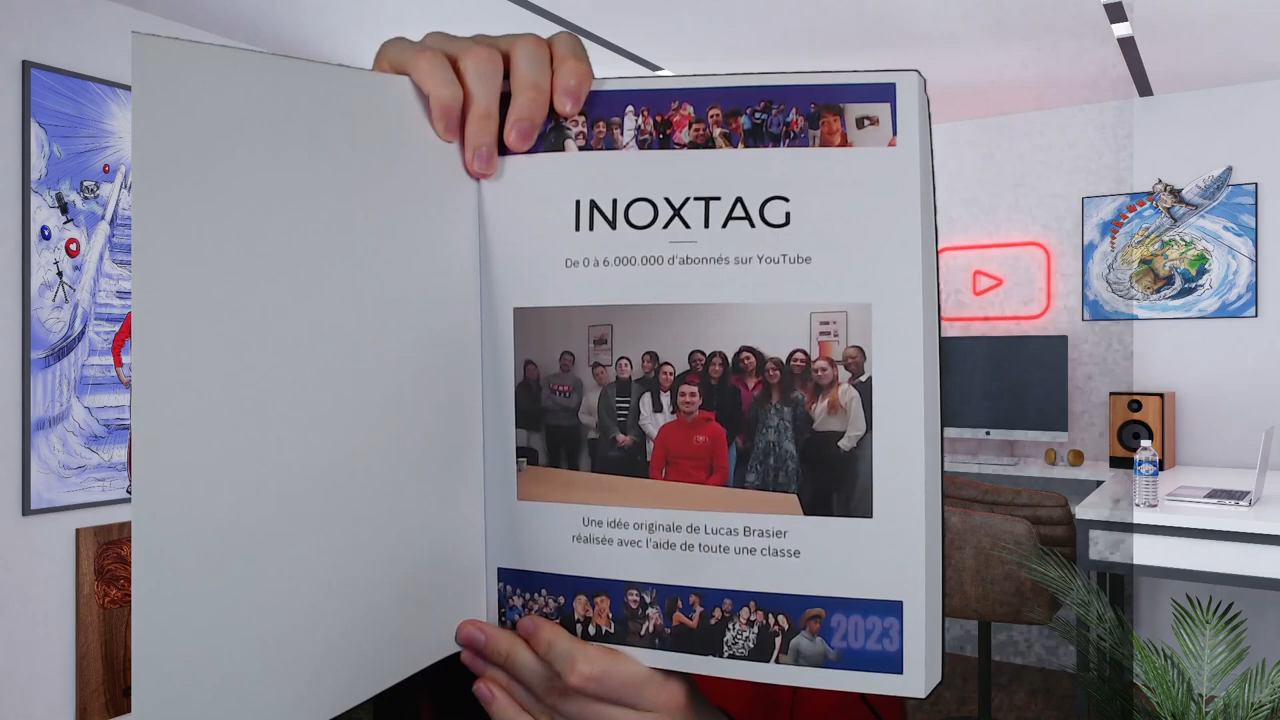 INOXTAG
De 0 à 6.000.000 d'abonnés sur YouTube
Une idée originale de Lucas Brasier
réalisée avec l'aide de toute une classe
2023